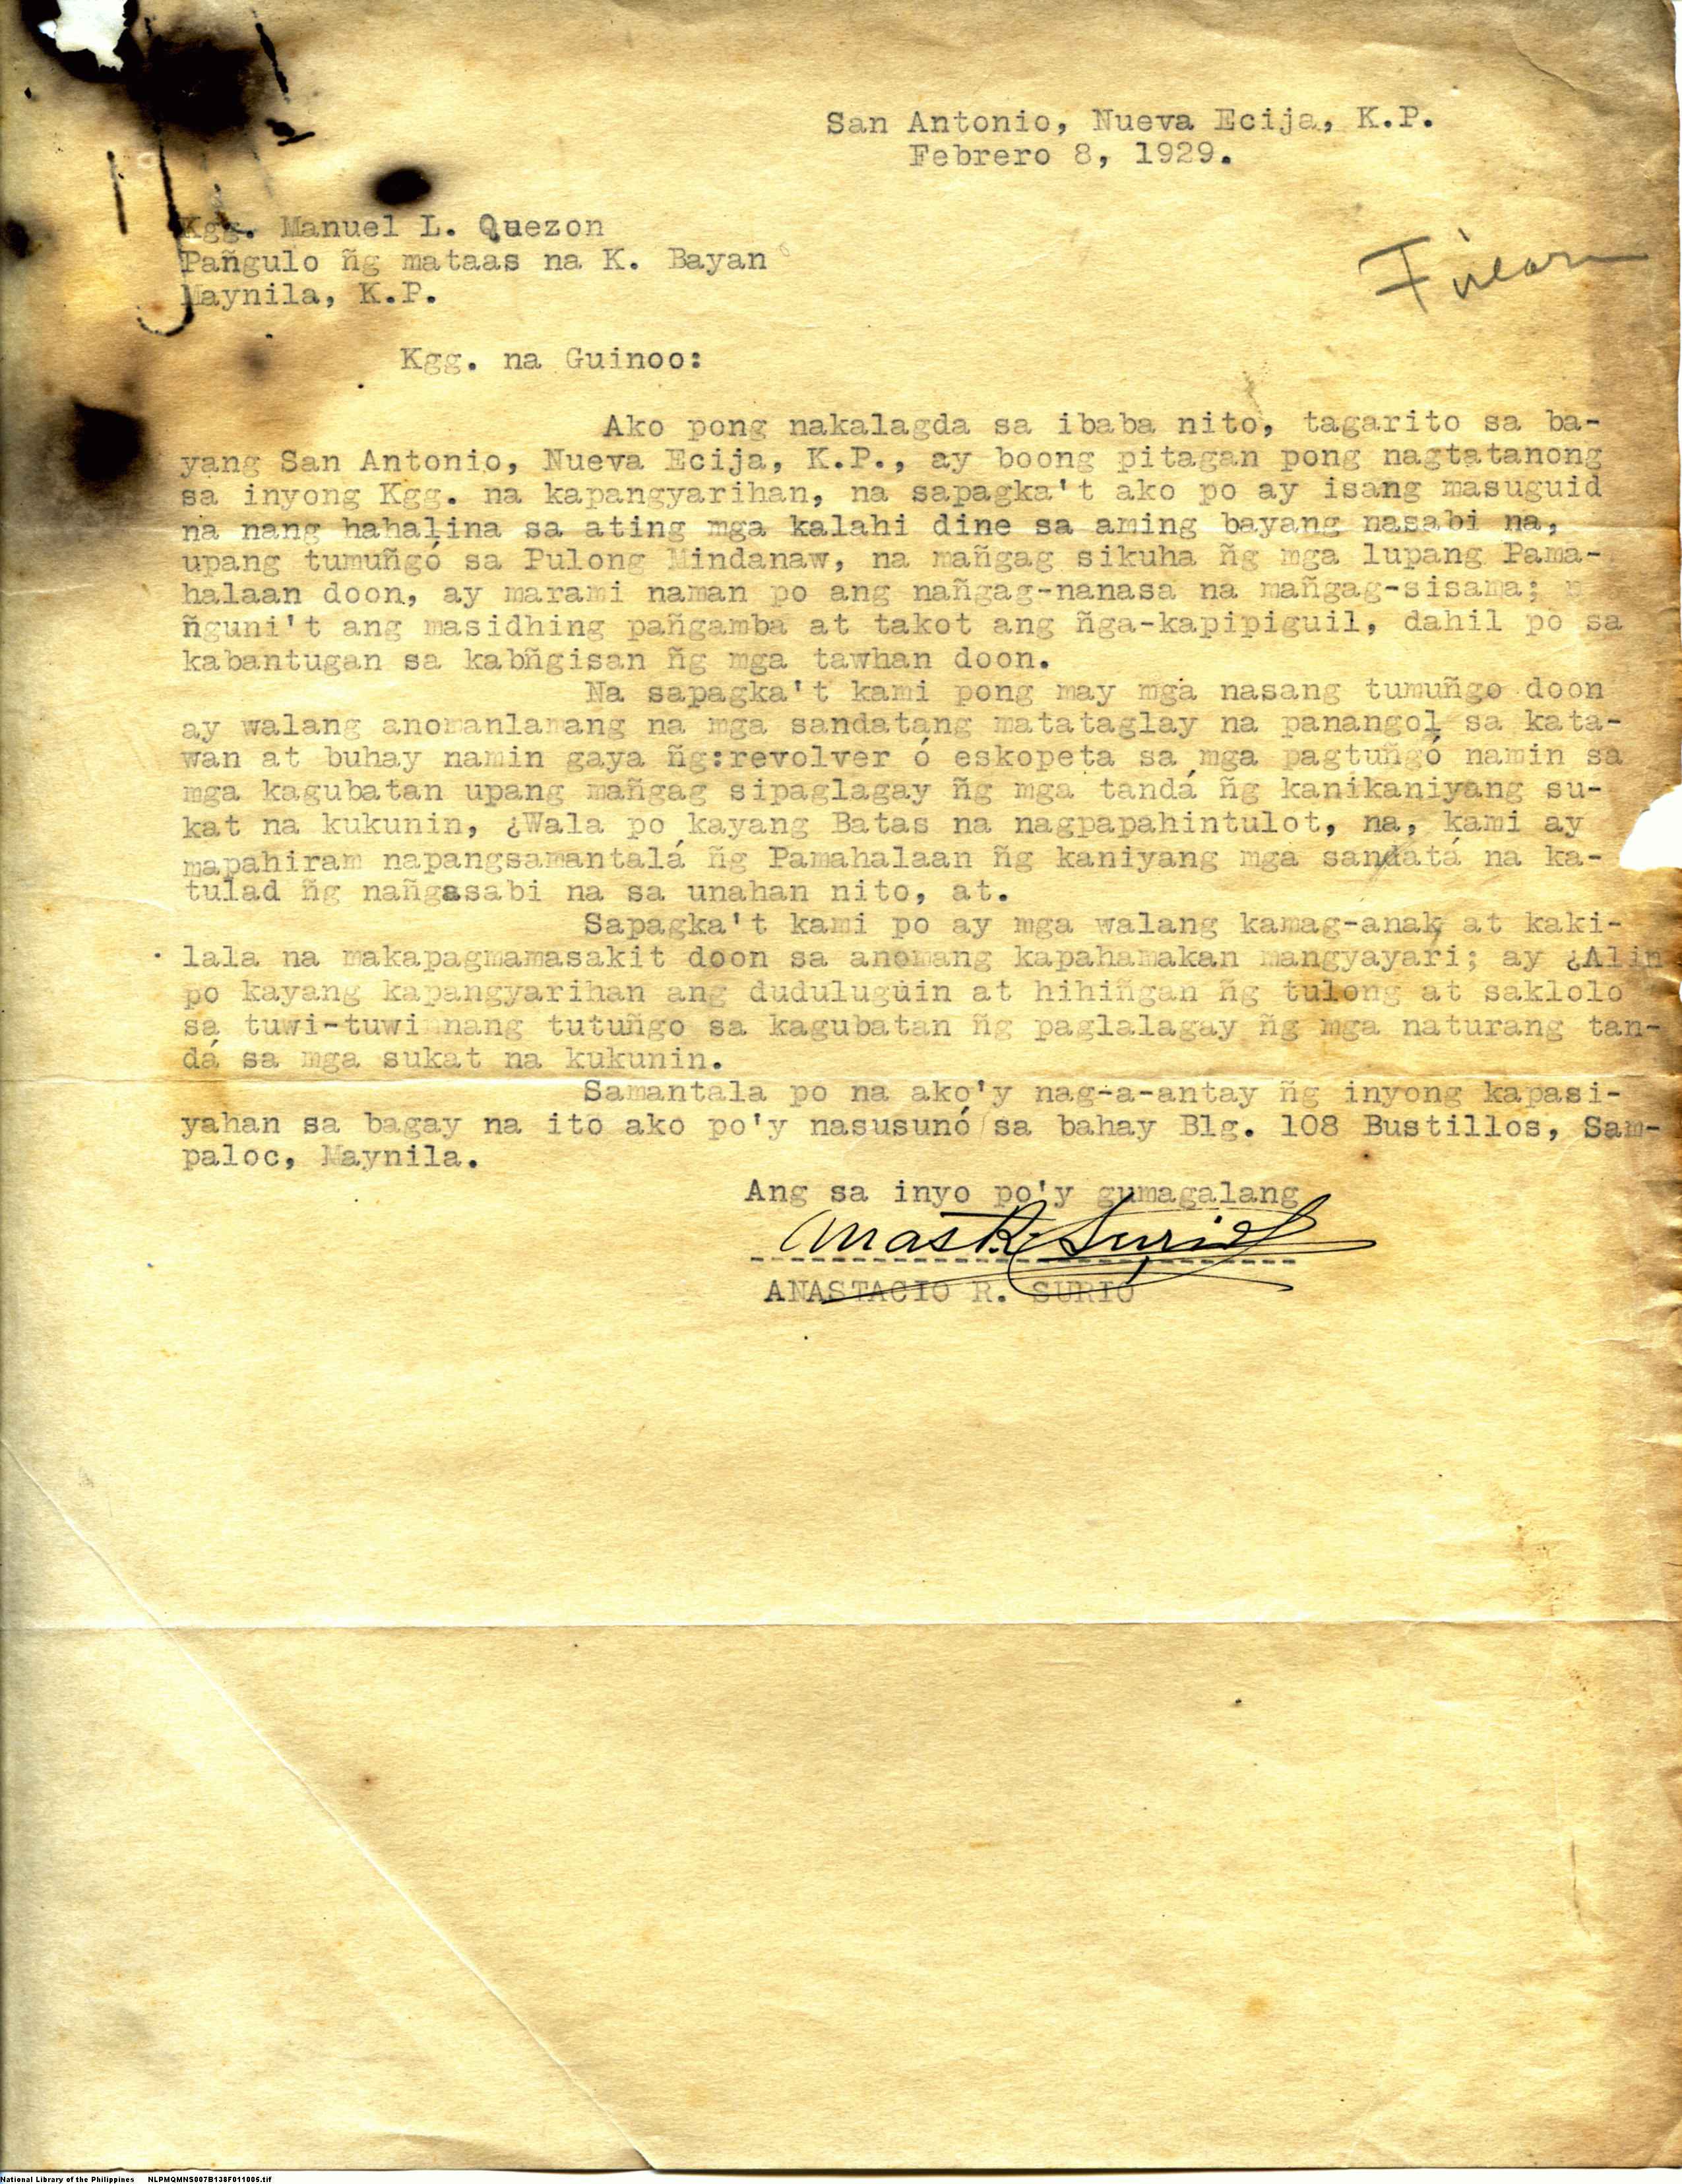 San Antonio, Nueva Ecija, K.P.
Febrero 8, 1929.
Kgg. Manuel L. Quezon
Pañgulo ñg mataas na K. Bayan
Maynila, K.P.
Kgg. na Guinoo:
Ako pong nakalagda sa ibaba nito, tagarito sa ba-
yang San Antonio, Nueva Ecija, K.P., ay boong pitagan pong nagtatanong
sa inyong Kgg. na kapangyarihan, na sapagka't ako po ay isang masuguid
na nang hahalina sa ating mga kalahi dine sa aming bayang nasabi na,
upang tumuñgó sa Pulong Mindanaw, na mañgag sikuha ñg mga lupang Pama-
halaan doon, ay marami naman po ang nañgag-nanasa na mañgag-sisama;
ñguni't ang masidhing pañgamba at takot ang ñga-kapipiguil, dahil po sa
kabantugan sa kabñgisan ñg mga tawhan doon.
Na sapagka't kami pong may mga nasang tumuñgo doon
ay walang anomanlamang na mga sandatang matataglay na panangol sa kata-
wan at buhay namin gaya ñg:revolver ó eskopeta sa mga pagtuñgó namin sa
mga kagubatan upang mañgag sipaglagay ñg mga tandá ñg kanikaniyang su-
kat na kukunin, ¿Wala po kayang Batas na nagpapahintulot, na, kami ay
mapahiram napangsamantalá ñg Pamahalaan ñg kaniyang mga sandatá na ka-
tulad ñg nañgasabi na sa unahan nito, at.
Sapagka't kami po ay mga walang kamag-anak at kaki-
lala na makapagmamasakit doon sa anomang kapahamakan mangyayari; ay ¿Alin
po kayang kapangyarihan ang dudulugüin at hihiñgan ñg tulong at saklolo
sa tuwi-tuwi nang tutuñgo sa kagubatan ñg paglalagay ñg mga naturang tan-
dá sa mga sukat na kukunin.
Samantala po na ako'y nag-a-antay ñg inyong kapasi-
yahan sa bagay na ito ako po'y nasusunó sa bahay Blg. 108 Bustillos, Sam-
paloc, Maynila.
Ang sa inyo po'y gumagalang
ANASTACIO R. SURIO
National Library of the Philippines NLPMQMNS007B138F011005.tif